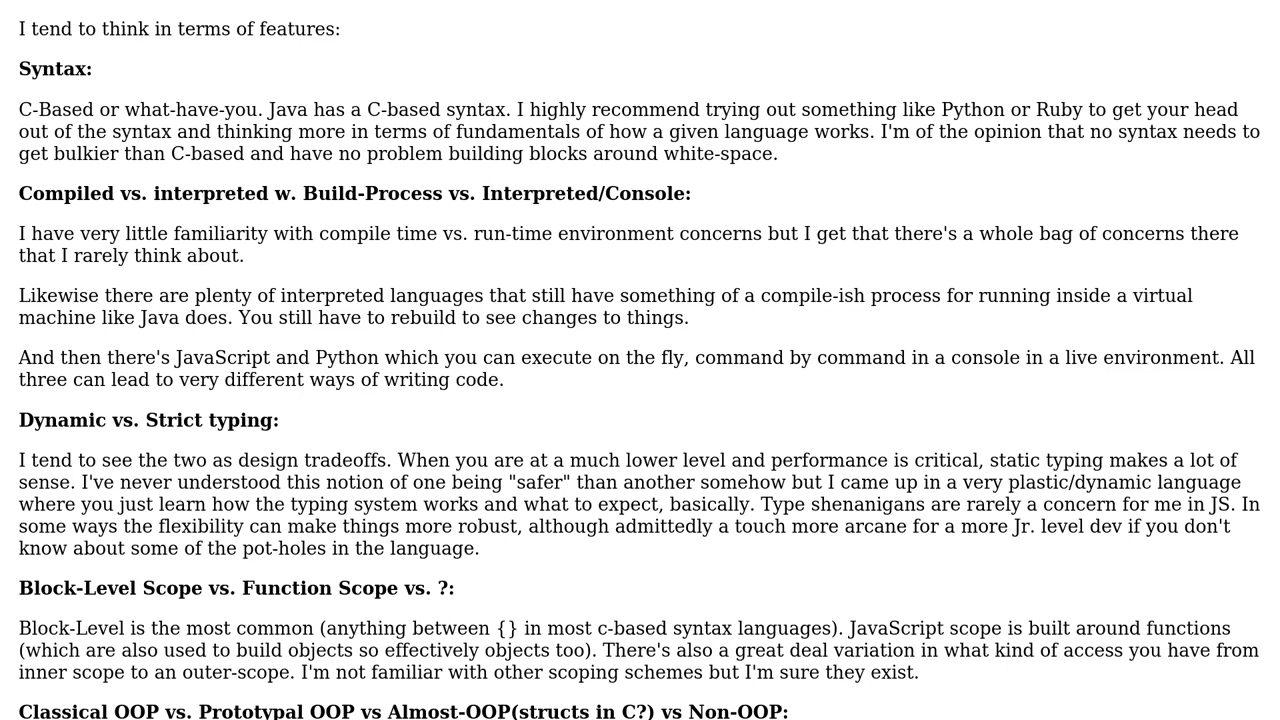 I tend to think in terms of features:
Syntax:
C-Based or what-have-you. Java has a C-based syntax. I highly recommend trying out something like Python or Ruby to get your head
out of the syntax and thinking more in terms of fundamentals of how a given language works. I'm of the opinion that no syntax needs to
get bulkier than C-based and have no problem building blocks around white-space.
Compiled vs. interpreted w. Build-Process vs. Interpreted/Console:
I have very little familiarity with compile time vs. run-time environment concerns but I get that there's a whole bag of concerns there
that I rarely think about.
Likewise there are plenty of interpreted languages that still have something of a compile-ish process for running inside a virtual
machine like Java does. You still have to rebuild to see changes to things.
And then there's JavaScript and Python which you can execute on the fly, command by command in a console in a live environment. All
three can lead to very different ways of writing code.
Dynamic vs. Strict typing:
I tend to see the two as design tradeoffs. When you are at a much lower level and performance is critical, static typing makes a lot of
sense. I've never understood this notion of one being "safer" than another somehow but I came up in a very plastic/dynamic language
where you just learn how the typing system works and what to expect, basically. Type shenanigans are rarely a concern for me in JS. In
some ways the flexibility can make things more robust, although admittedly a touch more arcane for a more Jr. level dev if you don't
know about some of the pot-holes in the language.
Block-Level Scope vs. Function Scope vs. ?:
Block-Level is the most common (anything between {} in most c-based syntax languages). JavaScript scope is built around functions
(which are also used to build objects so effectively objects too). There's also a great deal variation in what kind of access you have from
inner scope to an outer-scope. I'm not familiar with other scoping schemes but I'm sure they exist.
Classical OOP vs. Prototypal OOP vs Almost-OOP(structs in C?) vs Non-OOP: